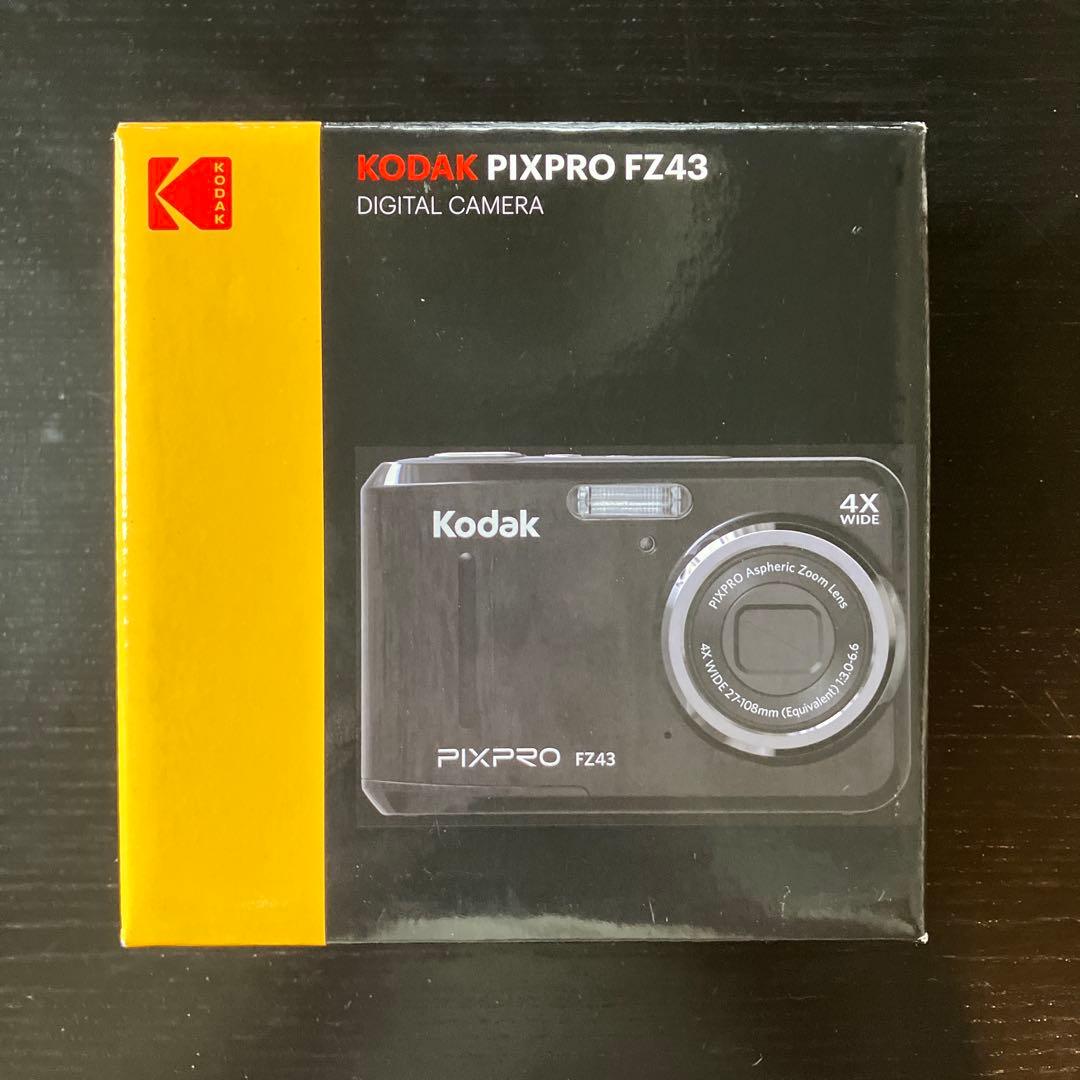 KODAK
KODAK PIXPRO FZ43
DIGITAL CAMERA
4X
WIDE
Kodak
PIXPRO Aspheric Zoom Lens
4X WIDE 27-108mm (Equivalent) 1:3.0-6.6
PIXPRO FZ43